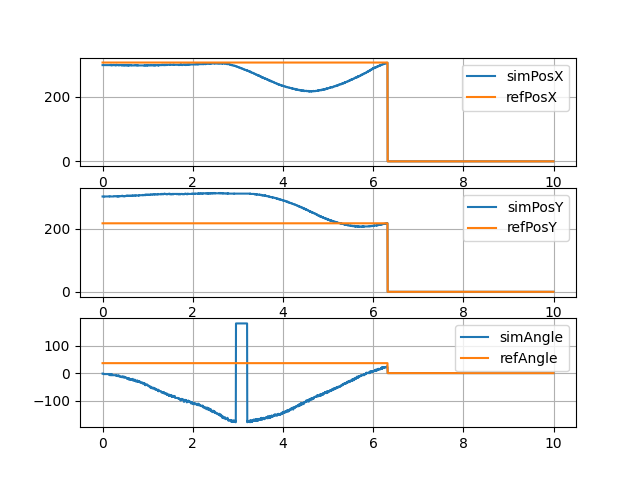 simPosX
refPosX
200
0
0 2 4 6 8 10
simPosY
refPosY
200
0
0 2 4 6 8 10
simAngle
refAngle
100
0
−100
0 2 4 6 8 10